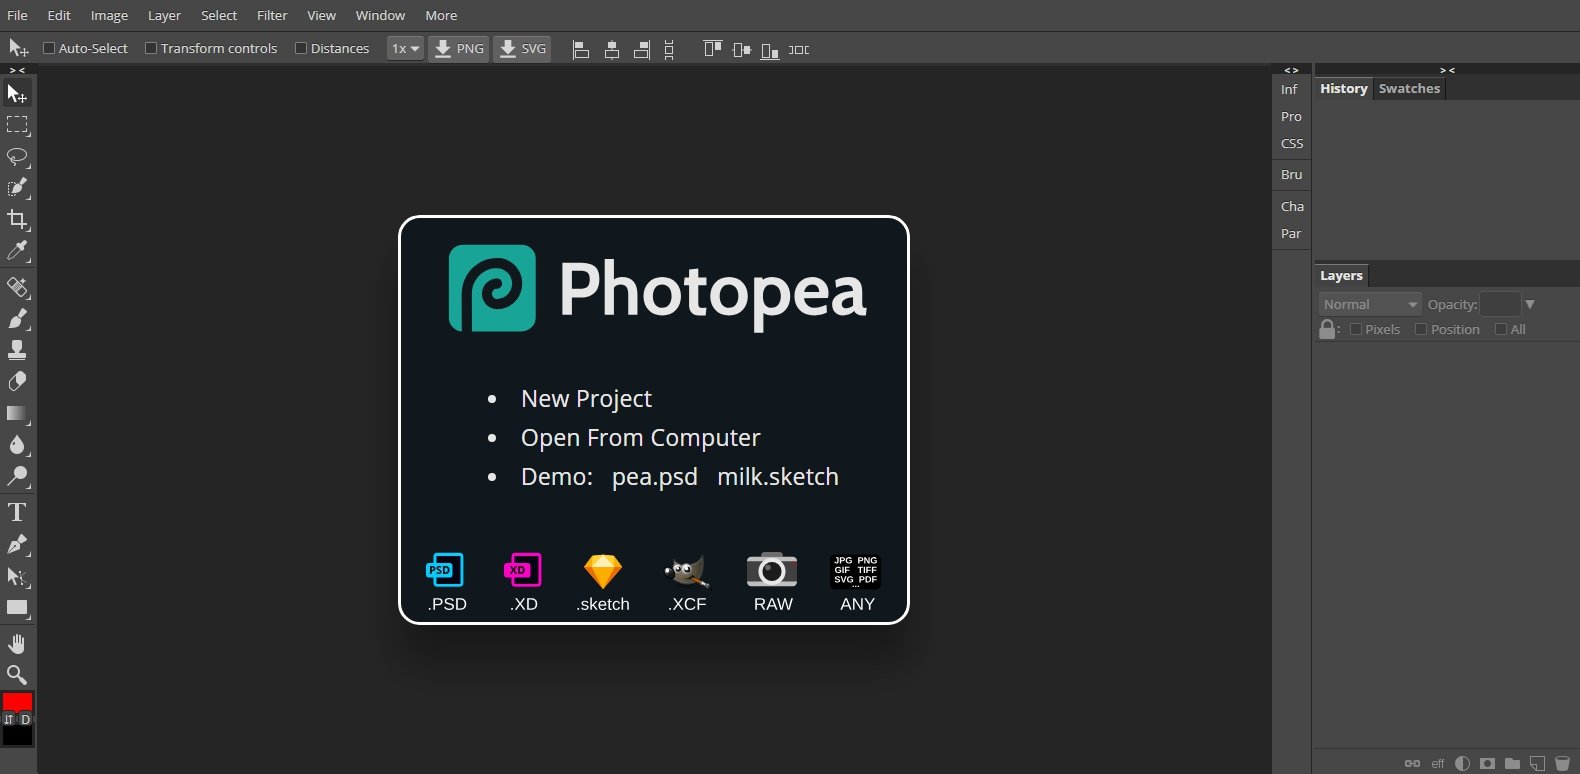 File Edit Image Layer Select Filter View Window More
Auto-Select Transform controls Distances 1x PNG SVG
> < < > > <
Inf
Pro
CSS
Bru
Cha
Par
History Swatches
Layers
Normal Opacity:
: Pixels Position All
Photopea
• New Project
• Open From Computer
• Demo: pea.psd milk.sketch
PSD XD
JPG PNG
GIF TIFF
SVG PDF
...
.PSD .XD .sketch .XCF RAW ANY
T
D
eff